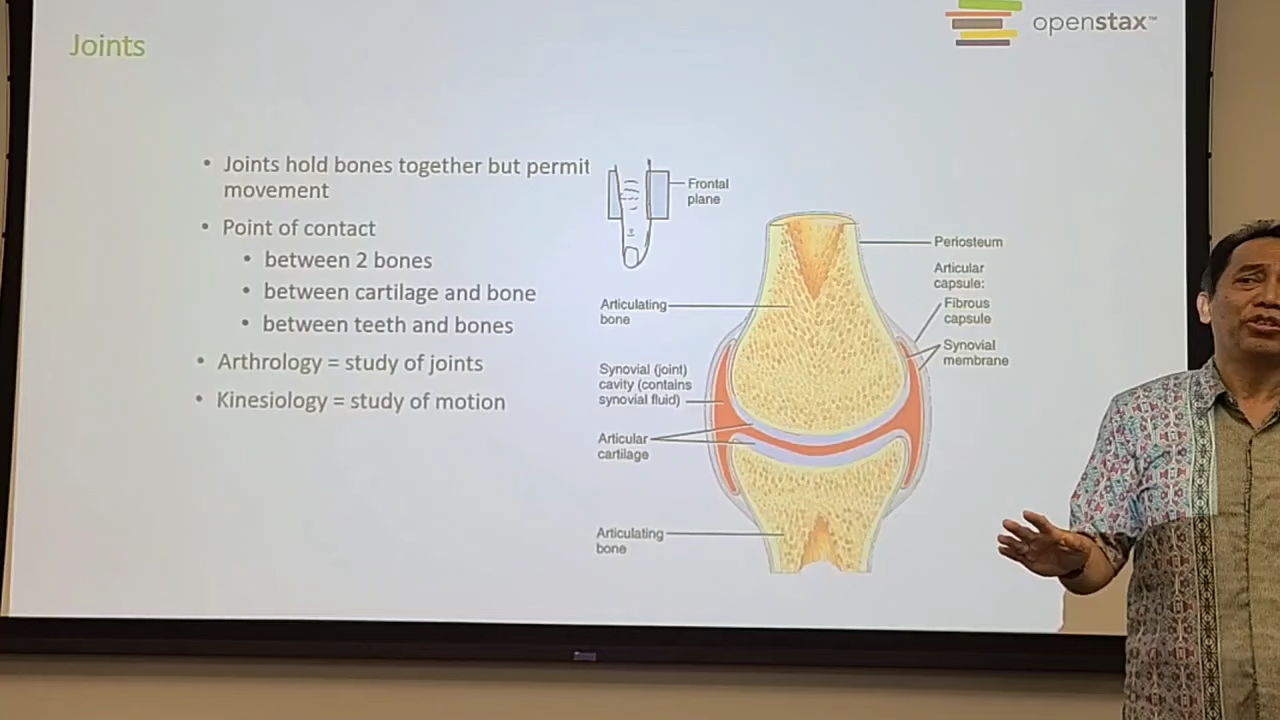 Joints
openstax™
• Joints hold bones together but permit
movement
• Point of contact
• between 2 bones
• between cartilage and bone
• between teeth and bones
• Arthrology = study of joints
• Kinesiology = study of motion
Frontal
plane
Periosteum
Articular
capsule:
Fibrous
capsule
Synovial
membrane
Articulating
bone
Synovial (joint)
cavity (contains
synovial fluid)
Articular
cartilage
Articulating
bone